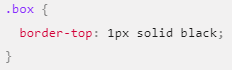 .box {
  border-top: 1px solid black;
}